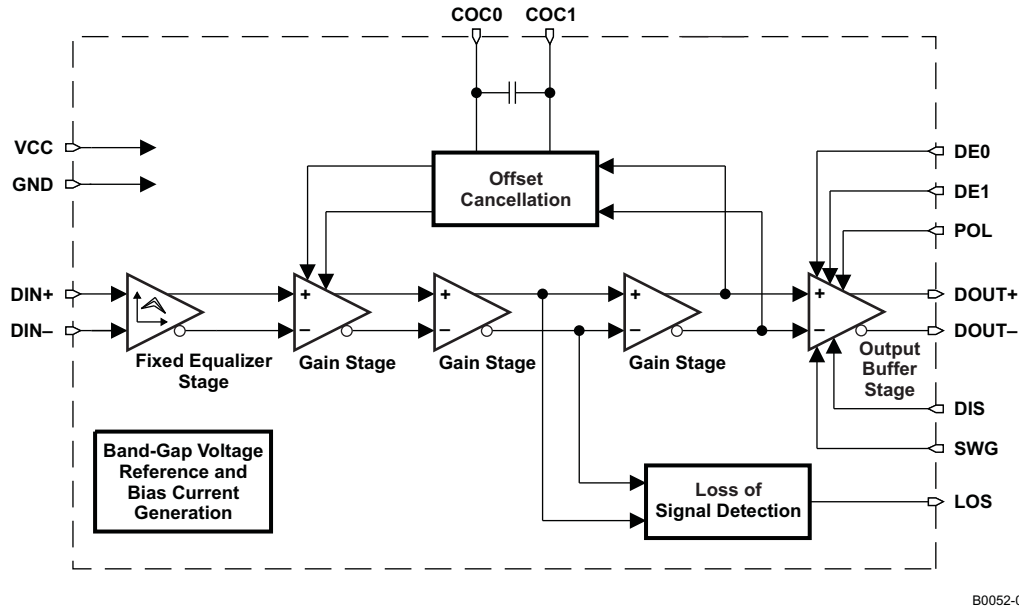 COC0 COC1
VCC
GND
Offset
Cancellation
DE0
DE1
POL
DIN+
DIN–
+
–
+
–
+
–
+
–
DOUT+
DOUT–
Fixed Equalizer
Stage
Gain Stage
Gain Stage
Gain Stage
Output
Buffer
Stage
DIS
SWG
Band-Gap Voltage
Reference and
Bias Current
Generation
Loss of
Signal Detection
LOS